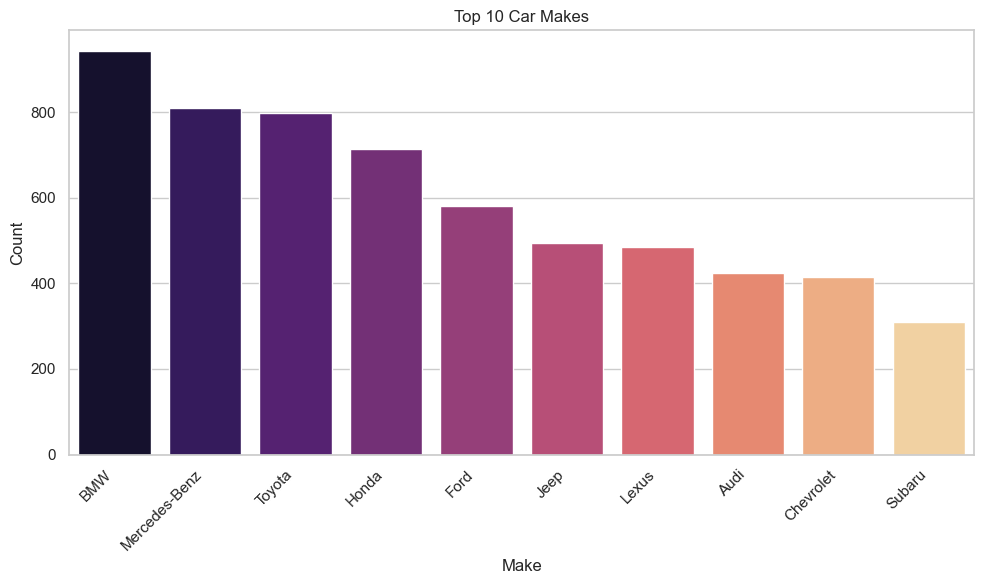 Top 10 Car Makes
Count
800
600
400
200
0
BMW
Mercedes-Benz
Toyota
Honda
Ford
Jeep
Lexus
Audi
Chevrolet
Subaru
Make